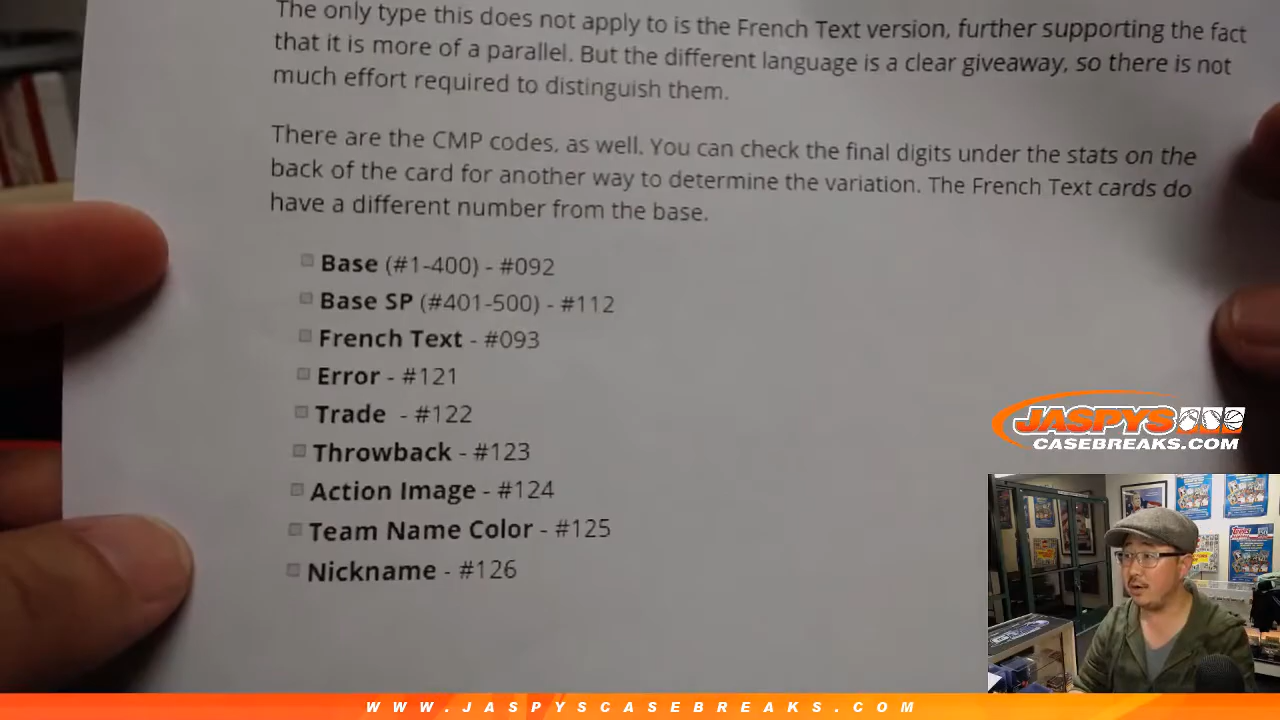 The only type this does not apply to is the French Text version, further supporting the fact
that it is more of a parallel. But the different language is a clear giveaway, so there is not
much effort required to distinguish them.
There are the CMP codes, as well. You can check the final digits under the stats on the
back of the card for another way to determine the variation. The French Text cards do
have a different number from the base.
Base (#1-400) - #092
Base SP (#401-500) - #112
French Text - #093
Error - #121
Trade - #122
Throwback - #123
Action Image - #124
Team Name Color - #125
Nickname - #126
JASPYS
CASEBREAKS.COM
WWW.JASPYSCASEBREAKS.COM